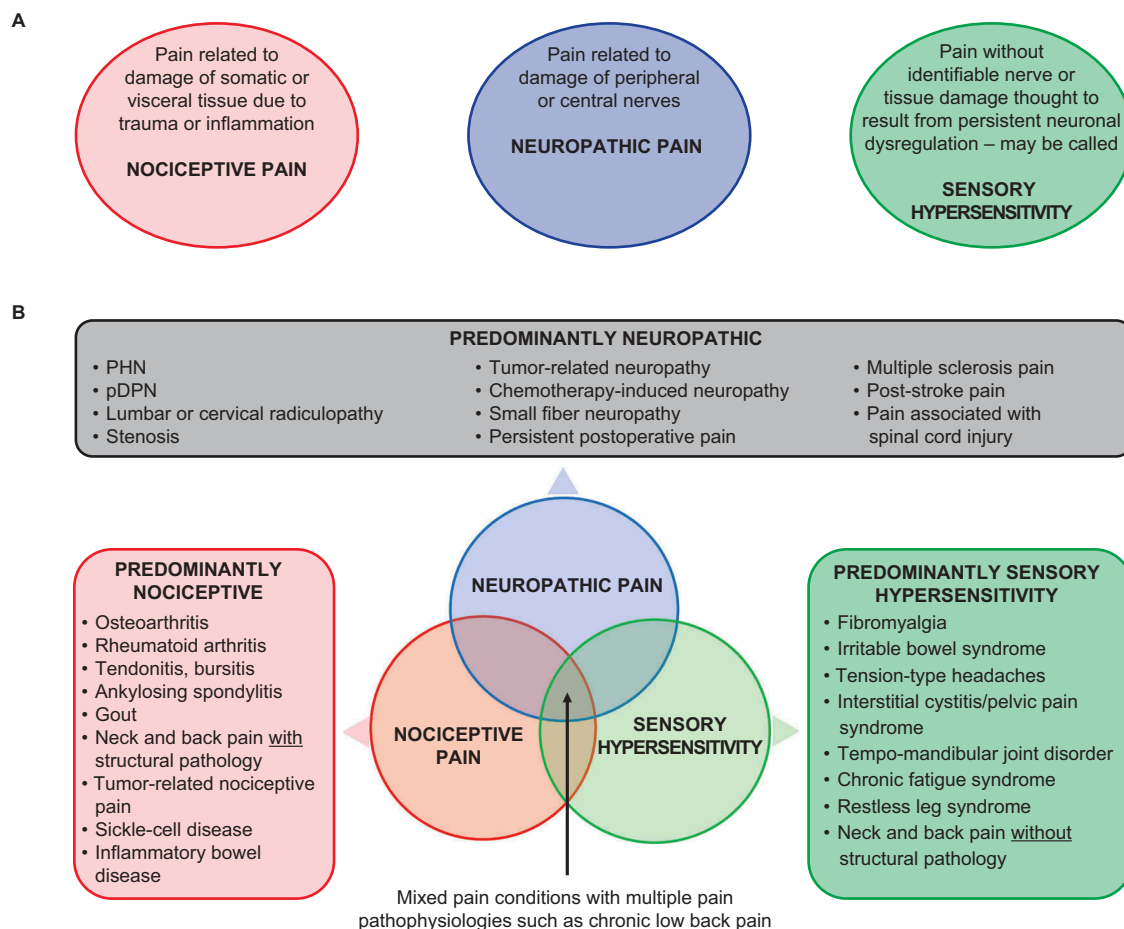 A
Pain related to
damage of somatic or
visceral tissue due to
trauma or inflammation
NOCICEPTIVE PAIN
Pain related to
damage of peripheral
or central nerves
NEUROPATHIC PAIN
Pain without
identifiable nerve or
tissue damage thought to
result from persistent neuronal
dysregulation – may be called
SENSORY
HYPERSENSITIVITY
B
PREDOMINANTLY NEUROPATHIC
• PHN
• pDPN
• Lumbar or cervical radiculopathy
• Stenosis
• Tumor-related neuropathy
• Chemotherapy-induced neuropathy
• Small fiber neuropathy
• Persistent postoperative pain
• Multiple sclerosis pain
• Post-stroke pain
• Pain associated with
spinal cord injury
PREDOMINANTLY
NOCICEPTIVE
• Osteoarthritis
• Rheumatoid arthritis
• Tendonitis, bursitis
• Ankylosing spondylitis
• Gout
• Neck and back pain with
structural pathology
• Tumor-related nociceptive
pain
• Sickle-cell disease
• Inflammatory bowel
disease
NEUROPATHIC PAIN
NOCICEPTIVE
PAIN
SENSORY
HYPERSENSITIVITY
PREDOMINANTLY SENSORY
HYPERSENSITIVITY
• Fibromyalgia
• Irritable bowel syndrome
• Tension-type headaches
• Interstitial cystitis/pelvic pain
syndrome
• Tempo-mandibular joint disorder
• Chronic fatigue syndrome
• Restless leg syndrome
• Neck and back pain without
structural pathology
Mixed pain conditions with multiple pain
pathophysiologies such as chronic low back pain